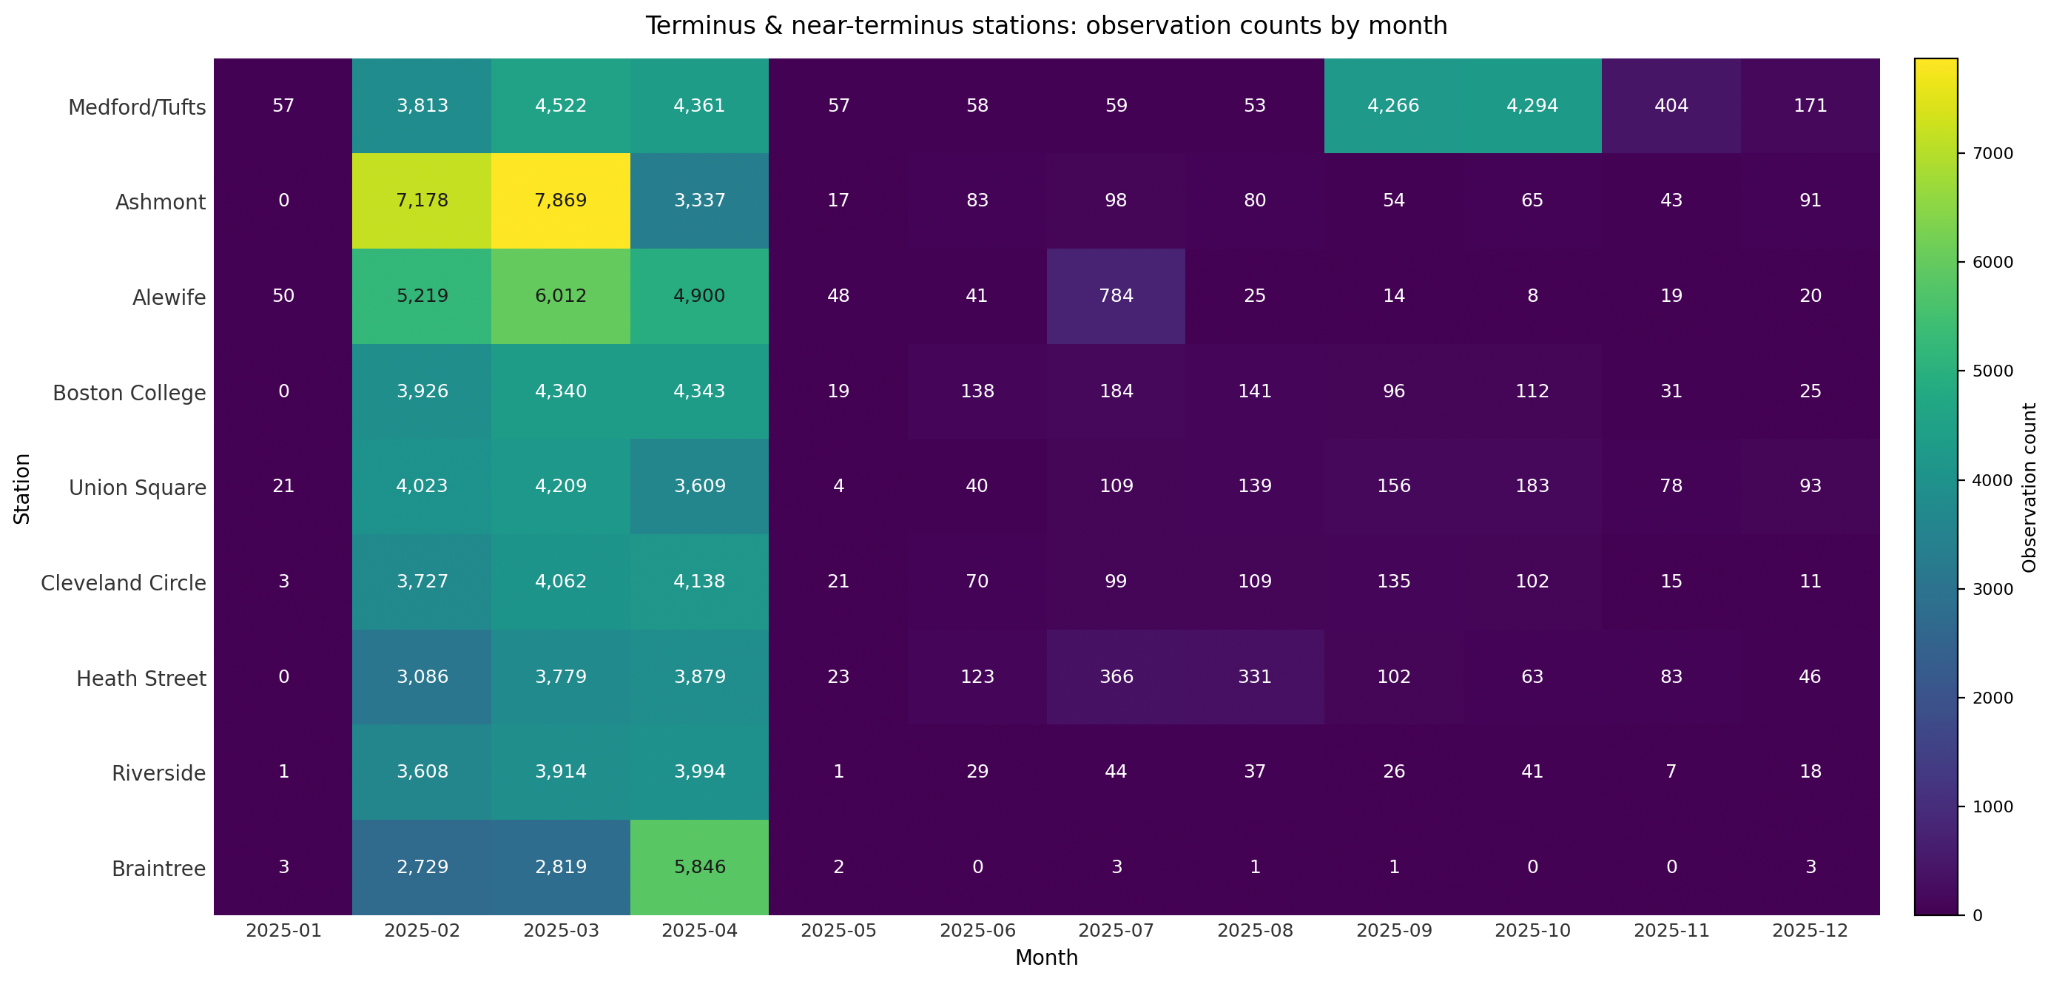 Terminus & near-terminus stations: observation counts by month
Medford/Tufts 57 3,813 4,522 4,361 57 58 59 53 4,266 4,294 404 171
Ashmont 0 7,178 7,869 3,337 17 83 98 80 54 65 43 91
Alewife 50 5,219 6,012 4,900 48 41 784 25 14 8 19 20
Boston College 0 3,926 4,340 4,343 19 138 184 141 96 112 31 25
Union Square 21 4,023 4,209 3,609 4 40 109 139 156 183 78 93
Cleveland Circle 3 3,727 4,062 4,138 21 70 99 109 135 102 15 11
Heath Street 0 3,086 3,779 3,879 23 123 366 331 102 63 83 46
Riverside 1 3,608 3,914 3,994 1 29 44 37 26 41 7 18
Braintree 3 2,729 2,819 5,846 2 0 3 1 1 0 0 3
2025-01 2025-02 2025-03 2025-04 2025-05 2025-06 2025-07 2025-08 2025-09 2025-10 2025-11 2025-12
Month
Station
7000
6000
5000
4000
3000
2000
1000
0
Observation count